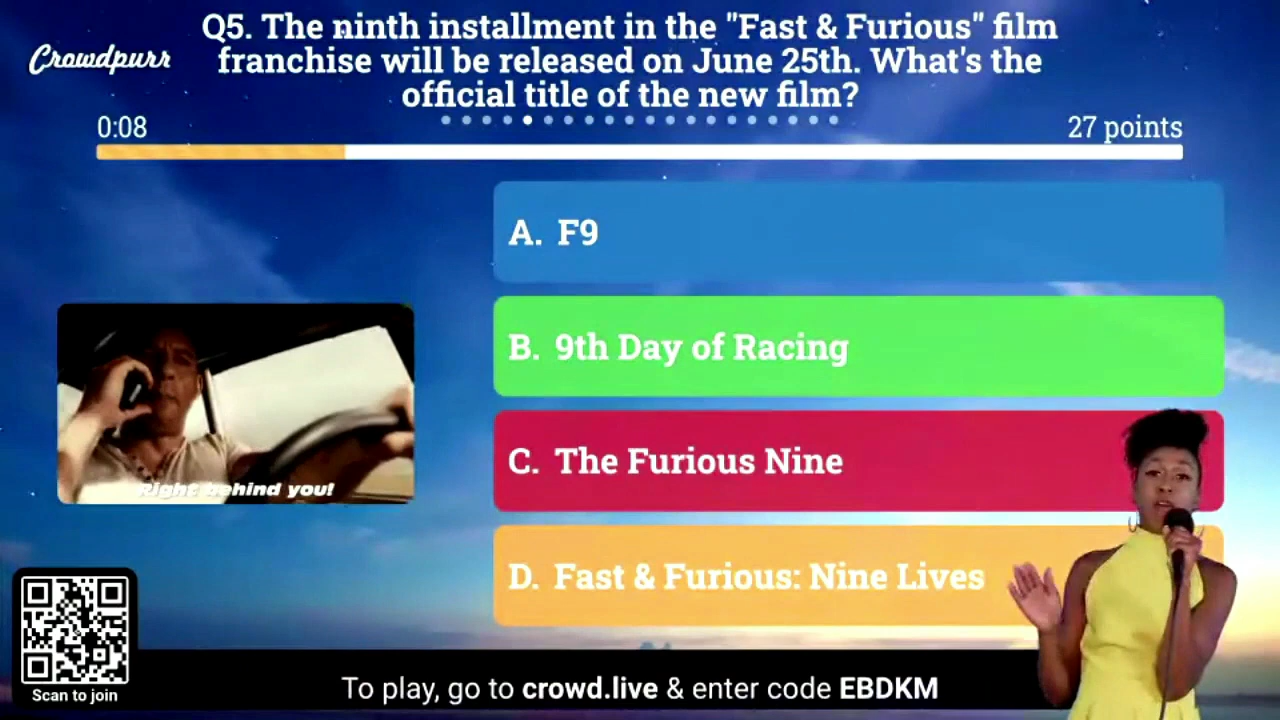 Crowdpurr
Q5. The ninth installment in the "Fast & Furious" film
franchise will be released on June 25th. What's the
official title of the new film?
0:08
27 points
A. F9
B. 9th Day of Racing
C. The Furious Nine
D. Fast & Furious: Nine Lives
Right behind you!
Scan to join
To play, go to crowd.live & enter code EBDKM